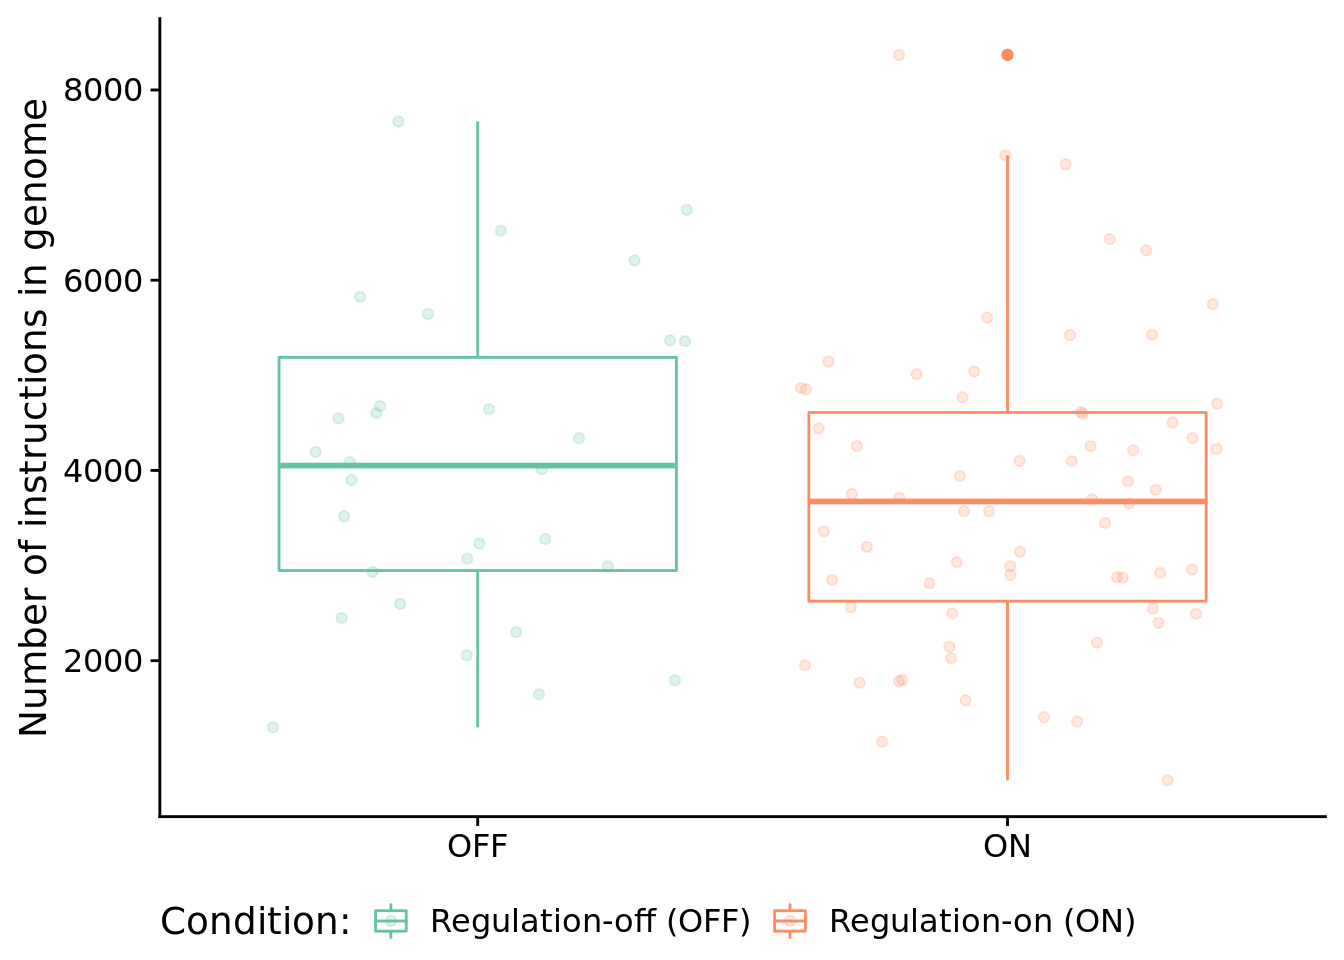 Number of instructions in genome
8000
6000
4000
2000
OFF
ON
Condition: Regulation-off (OFF) Regulation-on (ON)